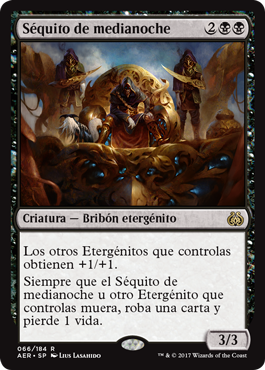 Séquito de medianoche 2
Criatura — Bribón etergénito
Los otros Etergénitos que controlas
obtienen +1/+1.
Siempre que el Séquito de
medianoche u otro Etergénito que
controlas muera, roba una carta y
pierde 1 vida.
3/3
066/184 R
AER • SP Lius Lasahido
™ & © 2017 Wizards of the Coast